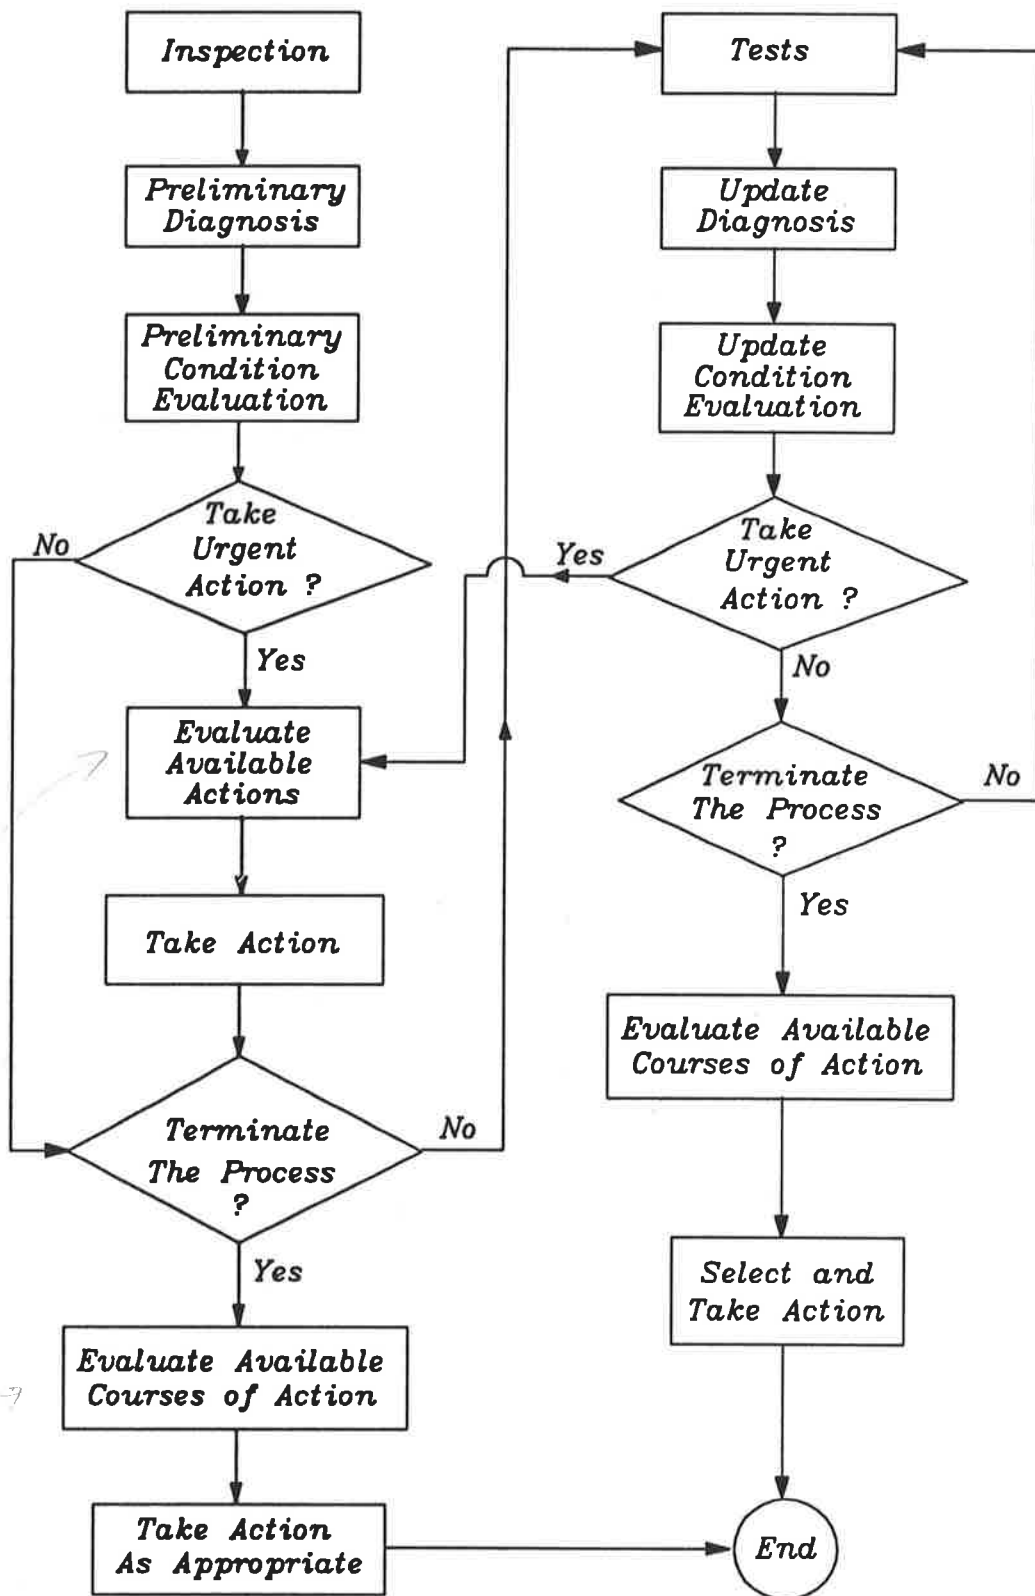 Inspection
Preliminary
Diagnosis
Preliminary
Condition
Evaluation
Take
Urgent
Action ?
No
Yes
Evaluate
Available
Actions
Take Action
Terminate
The Process
?
No
Yes
Evaluate Available
Courses of Action
Take Action
As Appropriate
Tests
Update
Diagnosis
Update
Condition
Evaluation
Take
Urgent
Action ?
Yes
No
Terminate
The Process
?
No
Yes
Evaluate Available
Courses of Action
Select and
Take Action
End